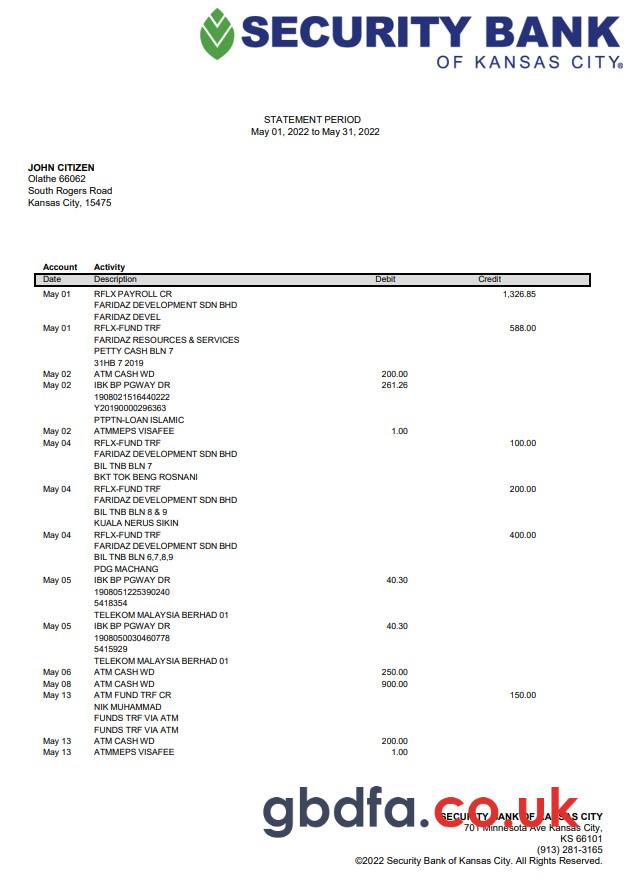 SECURITY BANK
OF KANSAS CITY®
STATEMENT PERIOD
May 01, 2022 to May 31, 2022
JOHN CITIZEN
Olathe 66062
South Rogers Road
Kansas City, 15475
Account Activity
Date Description Debit Credit
May 01 RFLX PAYROLL CR 1,326.85
FARIDAZ DEVELOPMENT SDN BHD
FARIDAZ DEVEL
May 01 RFLX-FUND TRF 588.00
FARIDAZ RESOURCES & SERVICES
PETTY CASH BLN 7
31HB 7 2019
May 02 ATM CASH WD 200.00
May 02 IBK BP PGWAY DR 261.26
1908021516440222
Y20190000296363
PTPTN-LOAN ISLAMIC
May 02 ATMMEPS VISAFEE 1.00
May 04 RFLX-FUND TRF 100.00
FARIDAZ DEVELOPMENT SDN BHD
BIL TNB BLN 7
BKT TOK BENG ROSNANI
May 04 RFLX-FUND TRF 200.00
FARIDAZ DEVELOPMENT SDN BHD
BIL TNB BLN 8 & 9
KUALA NERUS SIKIN
May 04 RFLX-FUND TRF 400.00
FARIDAZ DEVELOPMENT SDN BHD
BIL TNB BLN 6,7,8,9
PDG MACHANG
May 05 IBK BP PGWAY DR 40.30
1908051225390240
5418354
TELEKOM MALAYSIA BERHAD 01
May 05 IBK BP PGWAY DR 40.30
1908050030460778
5415929
TELEKOM MALAYSIA BERHAD 01
May 06 ATM CASH WD 250.00
May 08 ATM CASH WD 900.00
May 13 ATM FUND TRF CR 150.00
NIK MUHAMMAD
FUNDS TRF VIA ATM
FUNDS TRF VIA ATM
May 13 ATM CASH WD 200.00
May 13 ATMMEPS VISAFEE 1.00
gbdfa.co.uk
SECURITY BANK OF KANSAS CITY
701 Minnesota Ave Kansas City,
KS 66101
(913) 281-3165
©2022 Security Bank of Kansas City. All Rights Reserved.